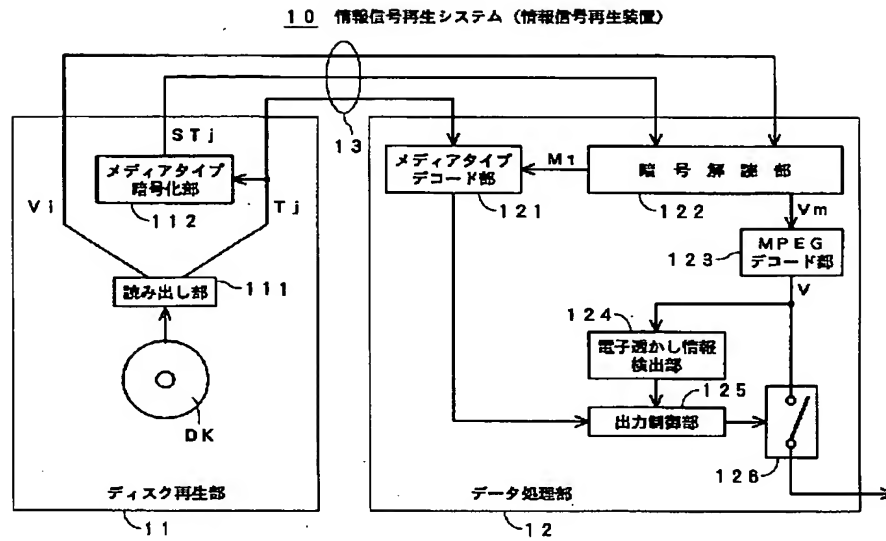 10 情報信号再生システム(情報信号再生装置)
STj
13
メディアタイプ
暗号化部
112
Vi
Tj
読み出し部
111
DK
ディスク再生部
11
メディアタイプ
デコード部
121
M1
暗号解読部
122
Vm
MPEG
デコード部
123
V
124
電子透かし情報
検出部
125
出力制御部
126
データ処理部
12